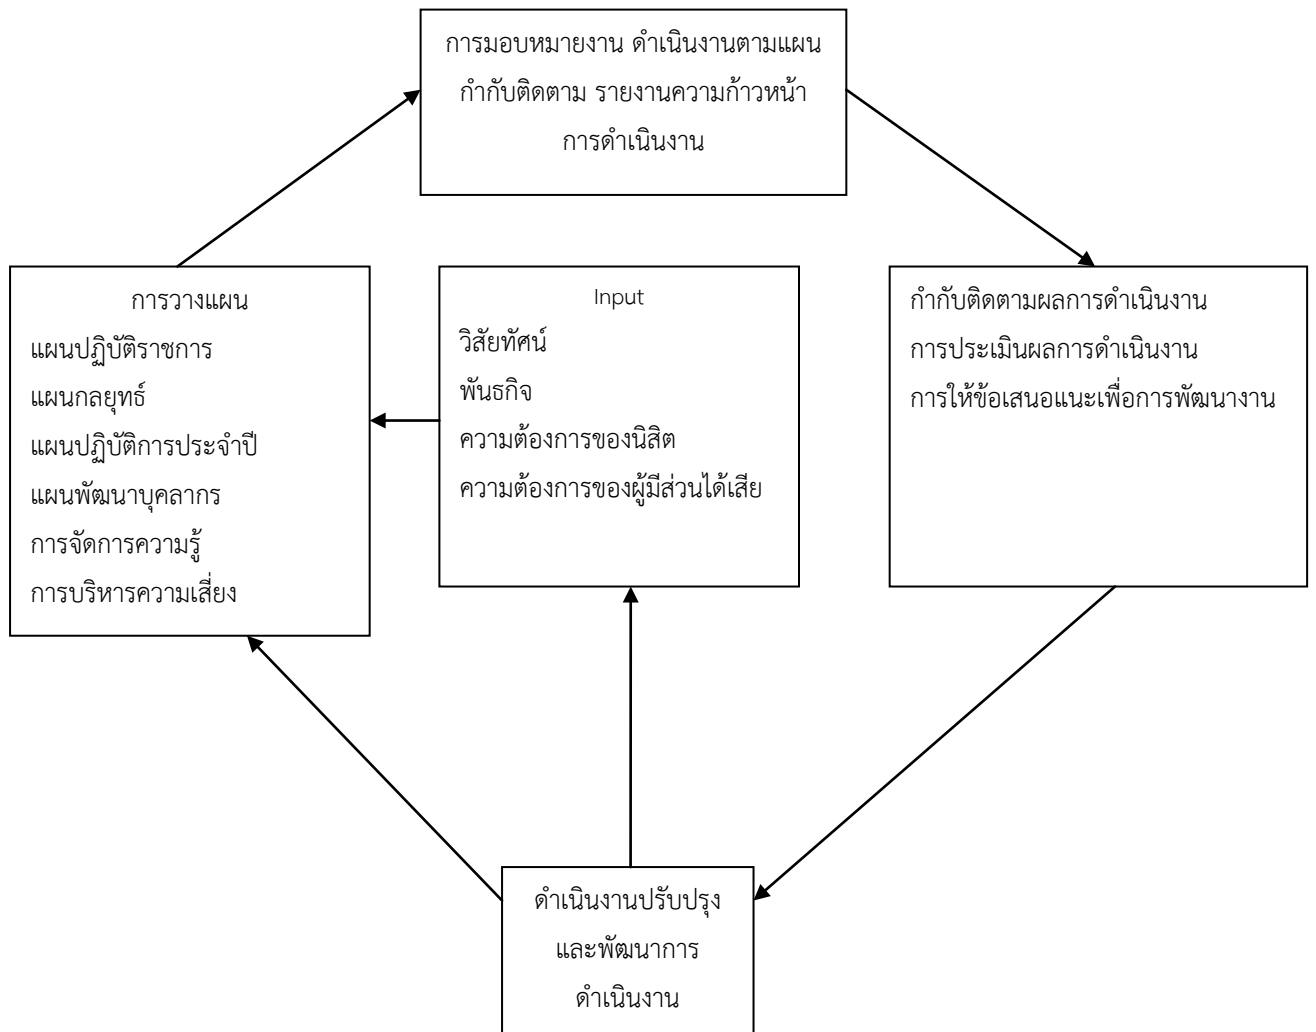 การมอบหมายงาน ดำเนินงานตามแผน
กำกับติดตาม รายงานความก้าวหน้า
การดำเนินงาน
การวางแผน
แผนปฏิบัติราชการ
แผนกลยุทธ์
แผนปฏิบัติการประจำปี
แผนพัฒนาบุคลากร
การจัดการความรู้
การบริหารความเสี่ยง
Input
วิสัยทัศน์
พันธกิจ
ความต้องการของนิสิต
ความต้องการของผู้มีส่วนได้เสีย
กำกับติดตามผลการดำเนินงาน
การประเมินผลการดำเนินงาน
การให้ข้อเสนอแนะเพื่อการพัฒนางาน
ดำเนินงานปรับปรุง
และพัฒนาการ
ดำเนินงาน